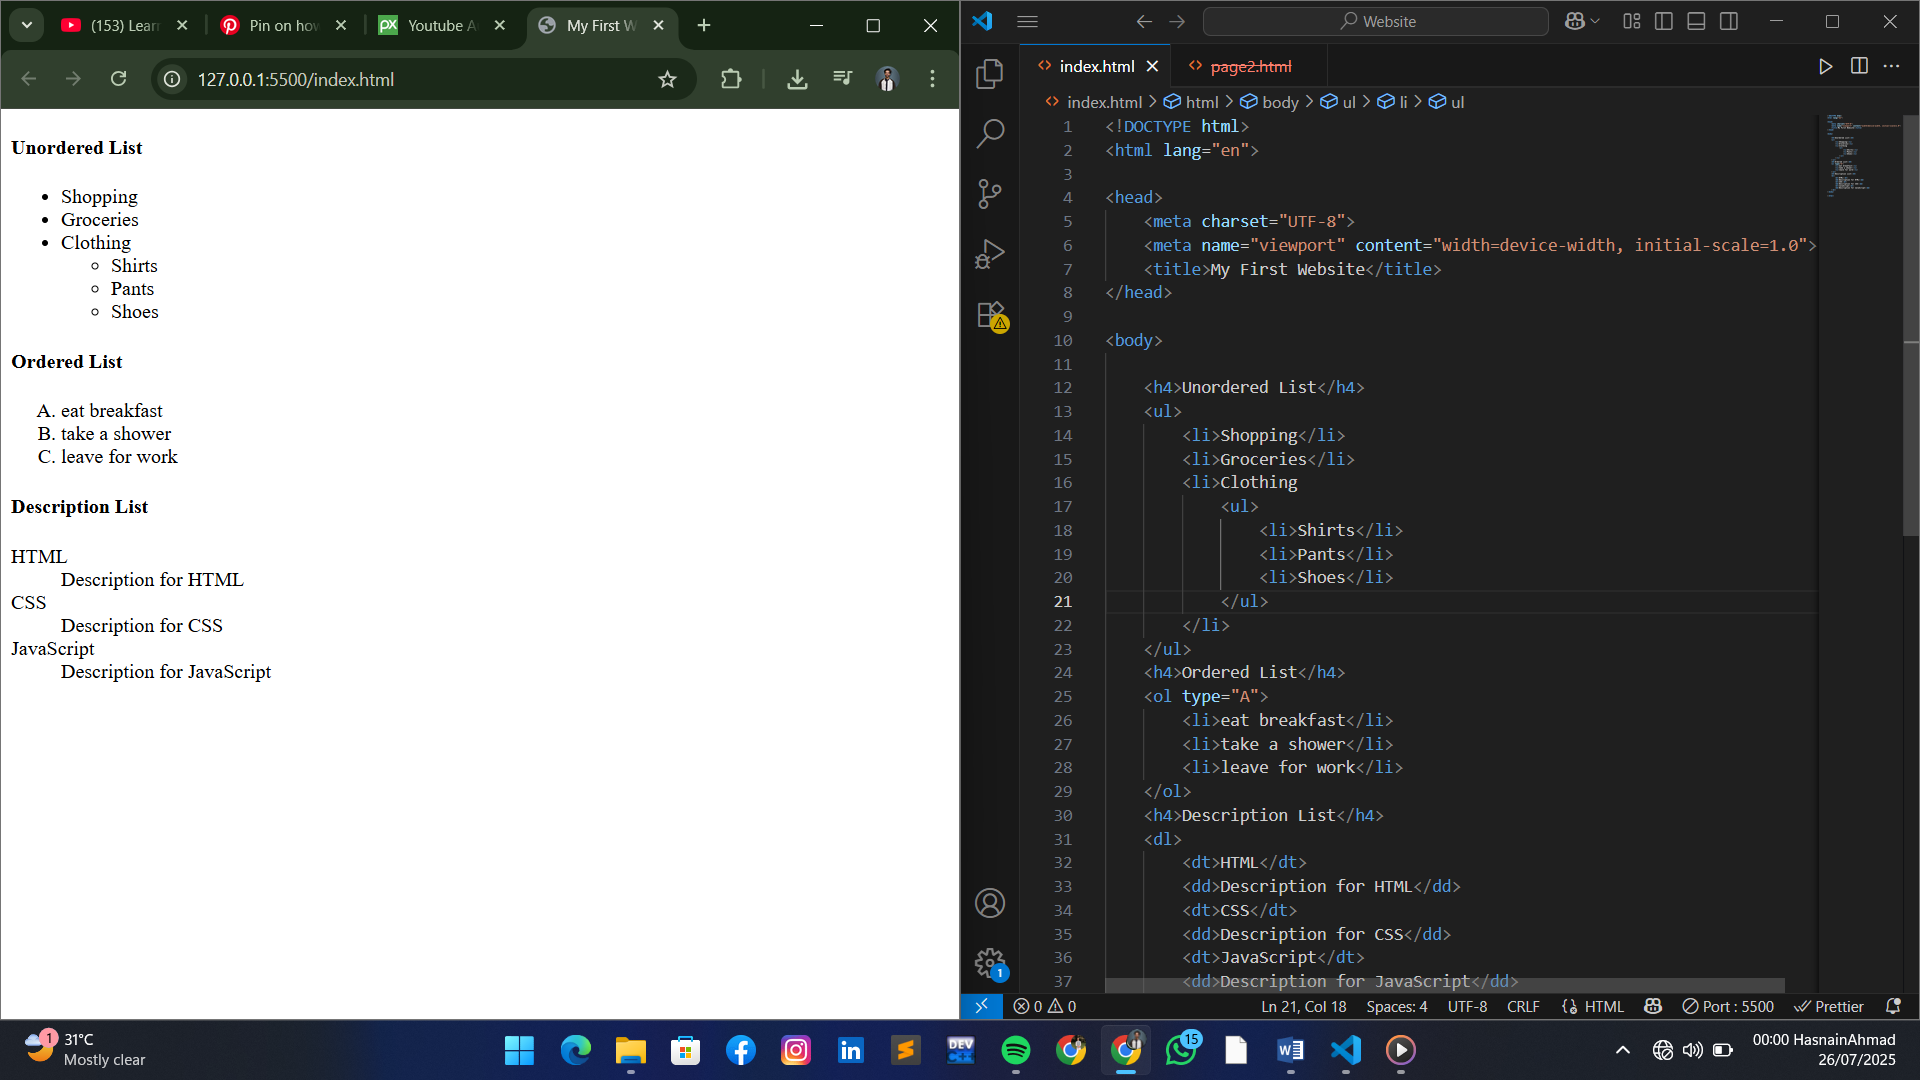 (153) Learn
Pin on how
Youtube A
My First W
127.0.0.1:5500/index.html
Unordered List
• Shopping
• Groceries
• Clothing
◦ Shirts
◦ Pants
◦ Shoes
Ordered List
A. eat breakfast
B. take a shower
C. leave for work
Description List
HTML
Description for HTML
CSS
Description for CSS
JavaScript
Description for JavaScript
Website
index.html
page2.html
index.html > html > body > ul > li > ul
1 <!DOCTYPE html>
2 <html lang="en">
3
4 <head>
5 <meta charset="UTF-8">
6 <meta name="viewport" content="width=device-width, initial-scale=1.0">
7 <title>My First Website</title>
8 </head>
9
10 <body>
11
12 <h4>Unordered List</h4>
13 <ul>
14 <li>Shopping</li>
15 <li>Groceries</li>
16 <li>Clothing
17 <ul>
18 <li>Shirts</li>
19 <li>Pants</li>
20 <li>Shoes</li>
21 </ul>
22 </li>
23 </ul>
24 <h4>Ordered List</h4>
25 <ol type="A">
26 <li>eat breakfast</li>
27 <li>take a shower</li>
28 <li>leave for work</li>
29 </ol>
30 <h4>Description List</h4>
31 <dl>
32 <dt>HTML</dt>
33 <dd>Description for HTML</dd>
34 <dt>CSS</dt>
35 <dd>Description for CSS</dd>
36 <dt>JavaScript</dt>
37 <dd>Description for JavaScript</dd>
1
0 0 Ln 21, Col 18 Spaces: 4 UTF-8 CRLF {} HTML Port : 5500 Prettier
1
31°C
Mostly clear
DEV
15
00:00 HasnainAhmad
26/07/2025